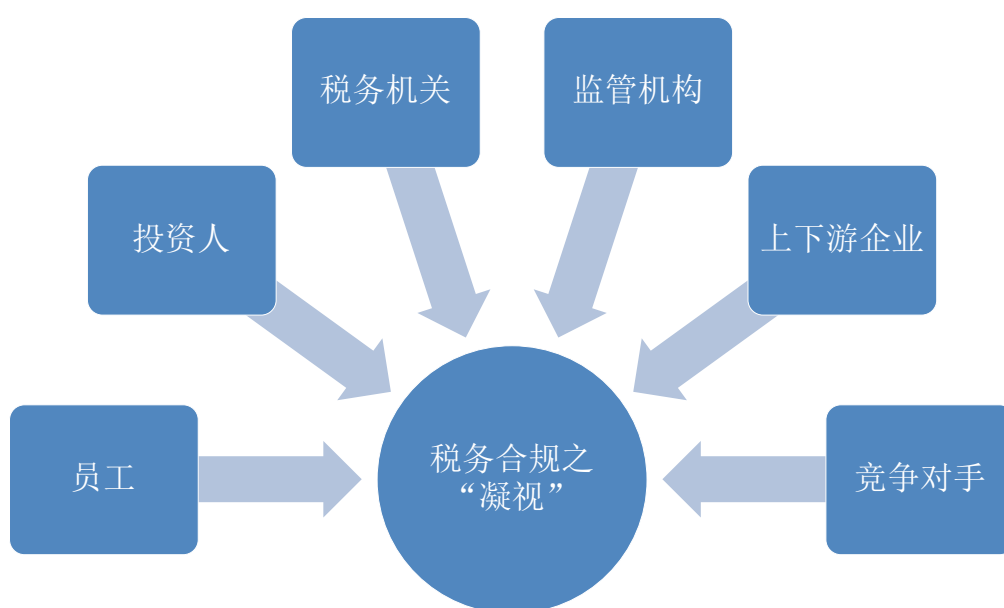 税务机关
监管机构
投资人
上下游企业
员工
税务合规之
“凝视”
竞争对手